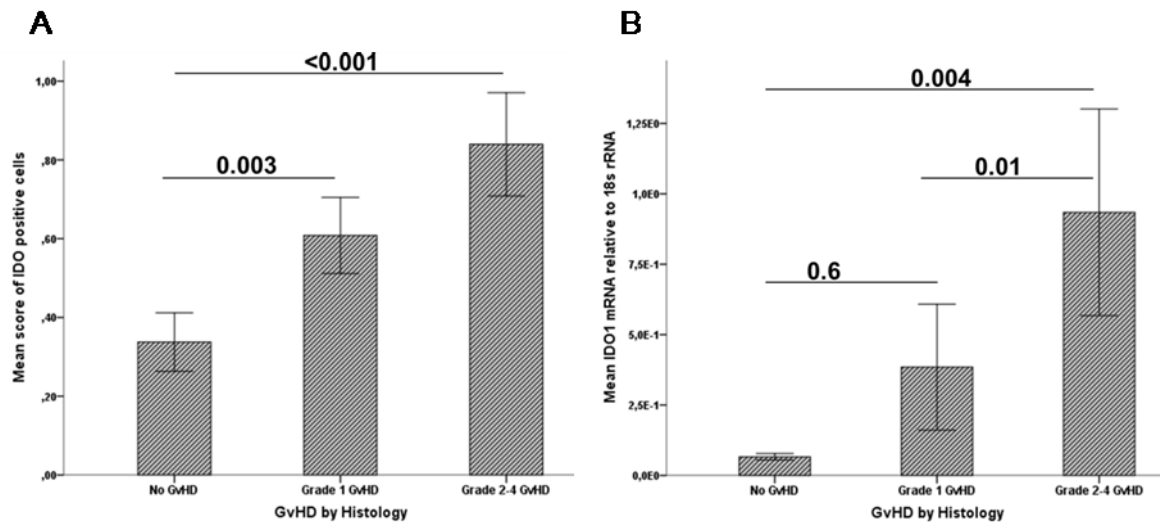 A
<0.001
0.003
Mean score of IDO positive cells
1,00
,80
,60
,40
,20
,00
No GvHD
Grade 1 GvHD
Grade 2-4 GvHD
GvHD by Histology
B
0.004
0.01
0.6
Mean IDO1 mRNA relative to 18s rRNA
1,25E0
1,0E0
7,5E-1
5,0E-1
2,5E-1
0,0E0
No GvHD
Grade 1 GvHD
Grade 2-4 GvHD
GvHD by Histology